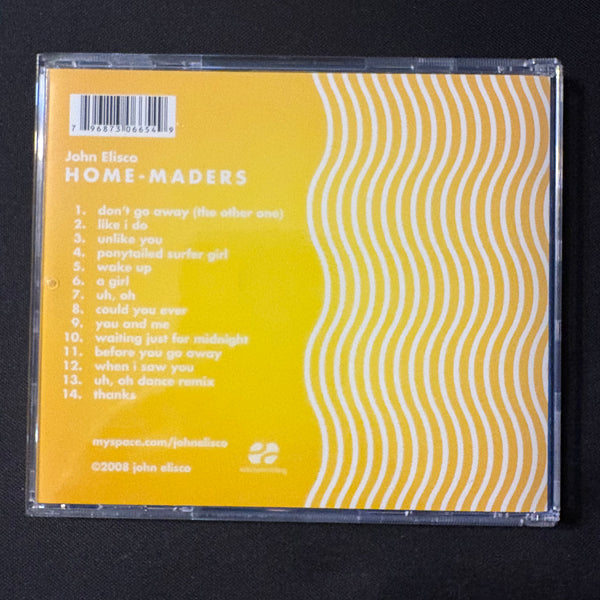 7 96873 06654 9
John Elisco
HOME-MADERS
1. don't go away (the other one)
2. like i do
3. unlike you
4. ponytailed surfer girl
5. wake up
6. a girl
7. uh, oh
8. could you ever
9. you and me
10. waiting just for midnight
11. before you go away
12. when i saw you
13. uh, oh dance remix
14. thanks
myspace.com/johnelisco
©2008 john elisco